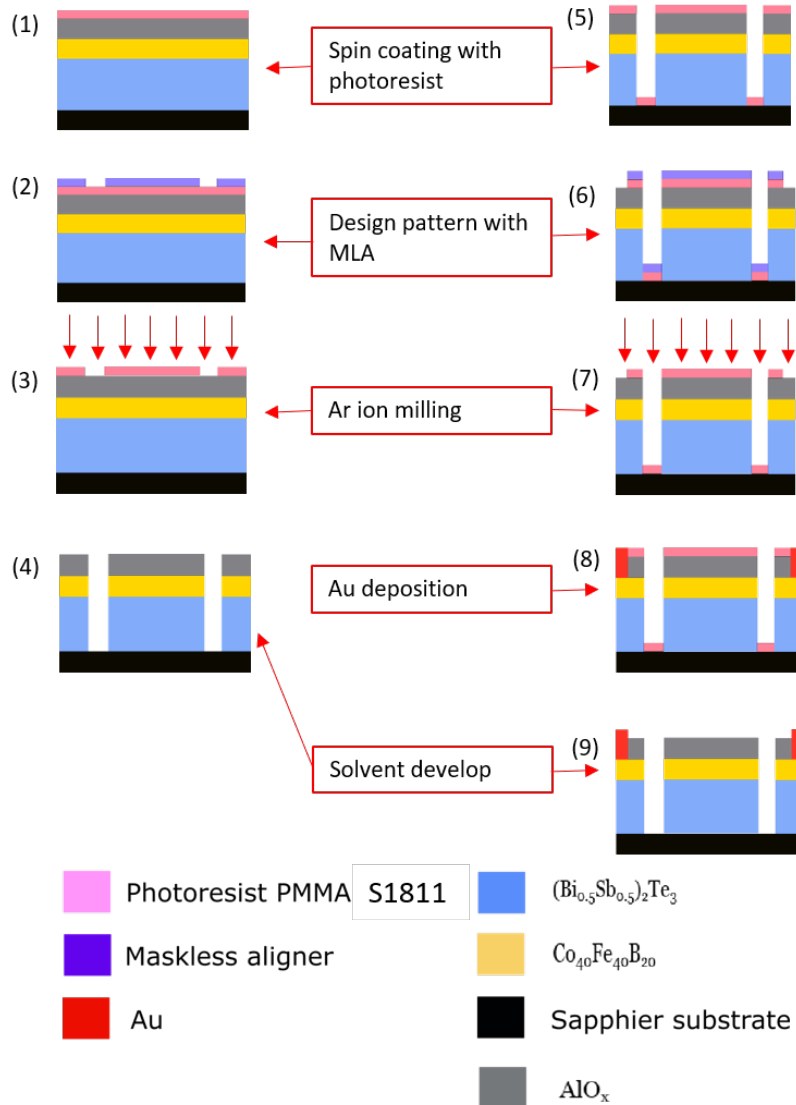 (1)
Spin coating with
photoresist
(5)
(2)
Design pattern with
MLA
(6)
(3)
Ar ion milling
(7)
(4)
Au deposition
(8)
Solvent develop
(9)
Photoresist PMMA S1811
(Bi₀.₅Sb₀.₅)₂Te₃
Maskless aligner
Co₄₀Fe₄₀B₂₀
Au
Sapphier substrate
AlOₓ